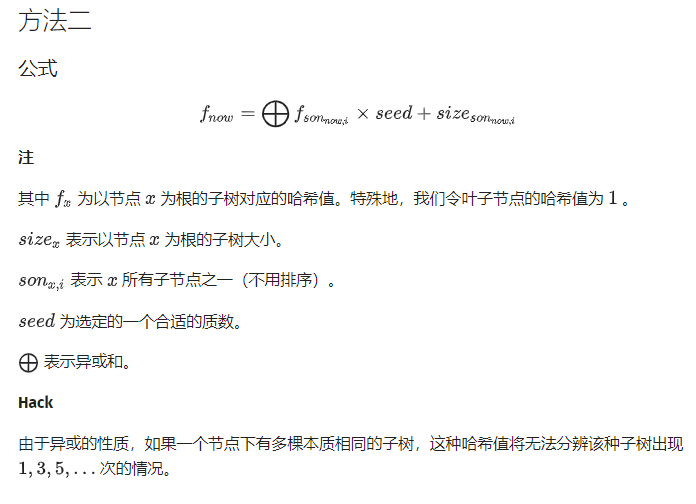 方法二
公式
$f_{now} = \bigoplus f_{son_{now,i}} \times seed + size_{son_{now,i}}$
注
其中 $f_x$ 为以节点 $x$ 为根的子树对应的哈希值。特殊地，我们令叶子节点的哈希值为 $1$ 。
$size_x$ 表示以节点 $x$ 为根的子树大小。
$son_{x,i}$ 表示 $x$ 所有子节点之一（不用排序）。
$seed$ 为选定的一个合适的质数。
$\bigoplus$ 表示异或和。
Hack
由于异或的性质，如果一个节点下有多棵本质相同的子树，这种哈希值将无法分辨该种子树出现
$1,3,5,\dots$ 次的情况。